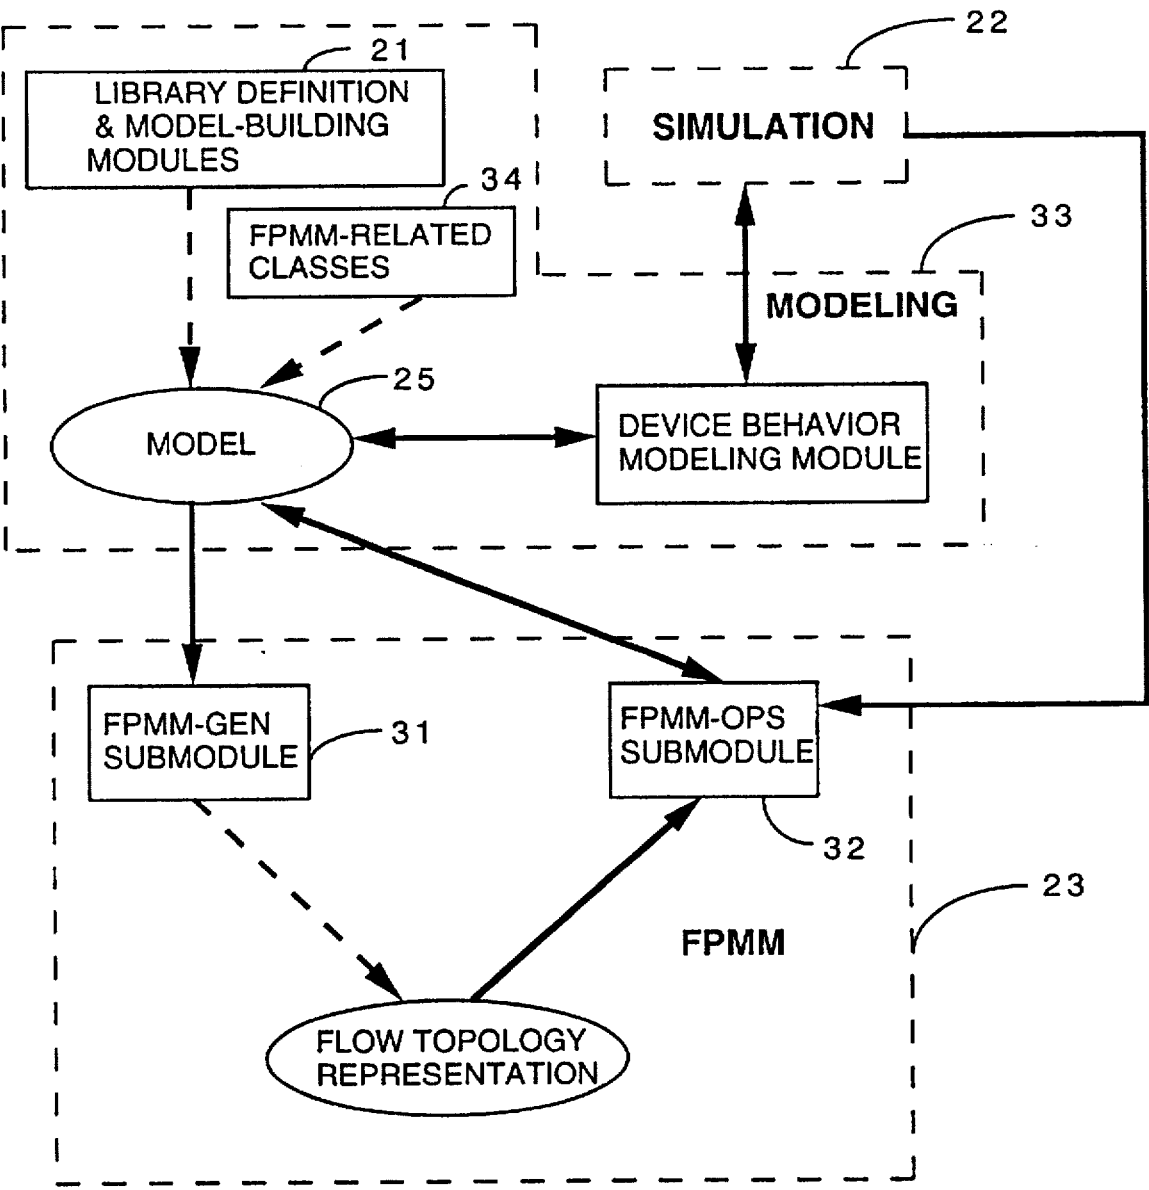 22
21
LIBRARY DEFINITION
& MODEL-BUILDING
MODULES
SIMULATION
34
FPMM-RELATED
CLASSES
33
MODELING
25
MODEL
DEVICE BEHAVIOR
MODELING MODULE
FPMM-GEN
SUBMODULE
31
FPMM-OPS
SUBMODULE
32
23
FPMM
FLOW TOPOLOGY
REPRESENTATION